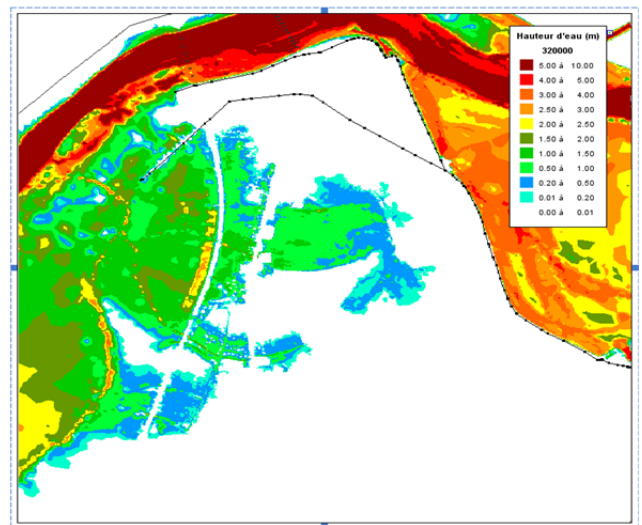 Hauteur d'eau (m)
320000
5.00 à 10.00
4.00 à 5.00
3.00 à 4.00
2.50 à 3.00
2.00 à 2.50
1.50 à 2.00
1.00 à 1.50
0.50 à 1.00
0.20 à 0.50
0.01 à 0.20
0.00 à 0.01